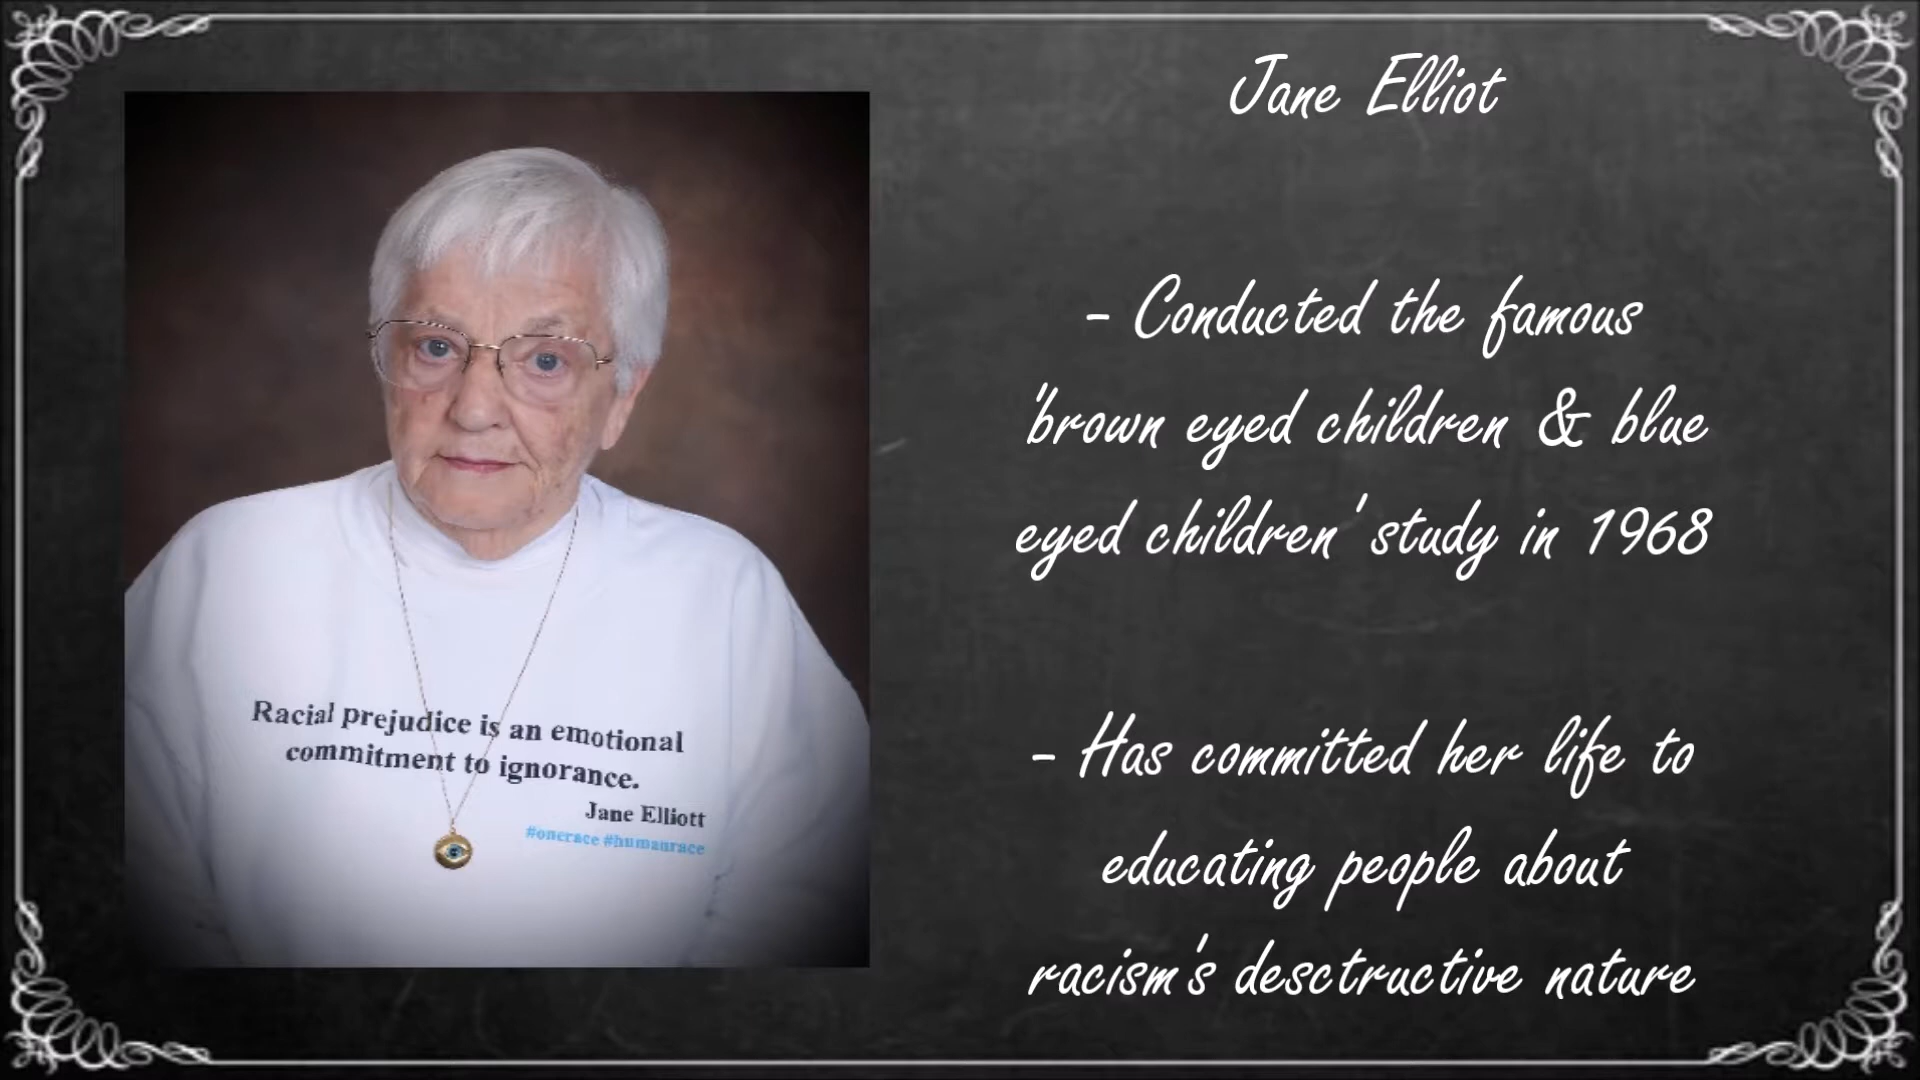 Jane Elliot
- Conducted the famous
'brown eyed children & blue
eyed children' study in 1968
- Has committed her life to
educating people about
racism's desctructive nature
Racial prejudice is an emotional
commitment to ignorance.
Jane Elliott
#onerace #humanrace